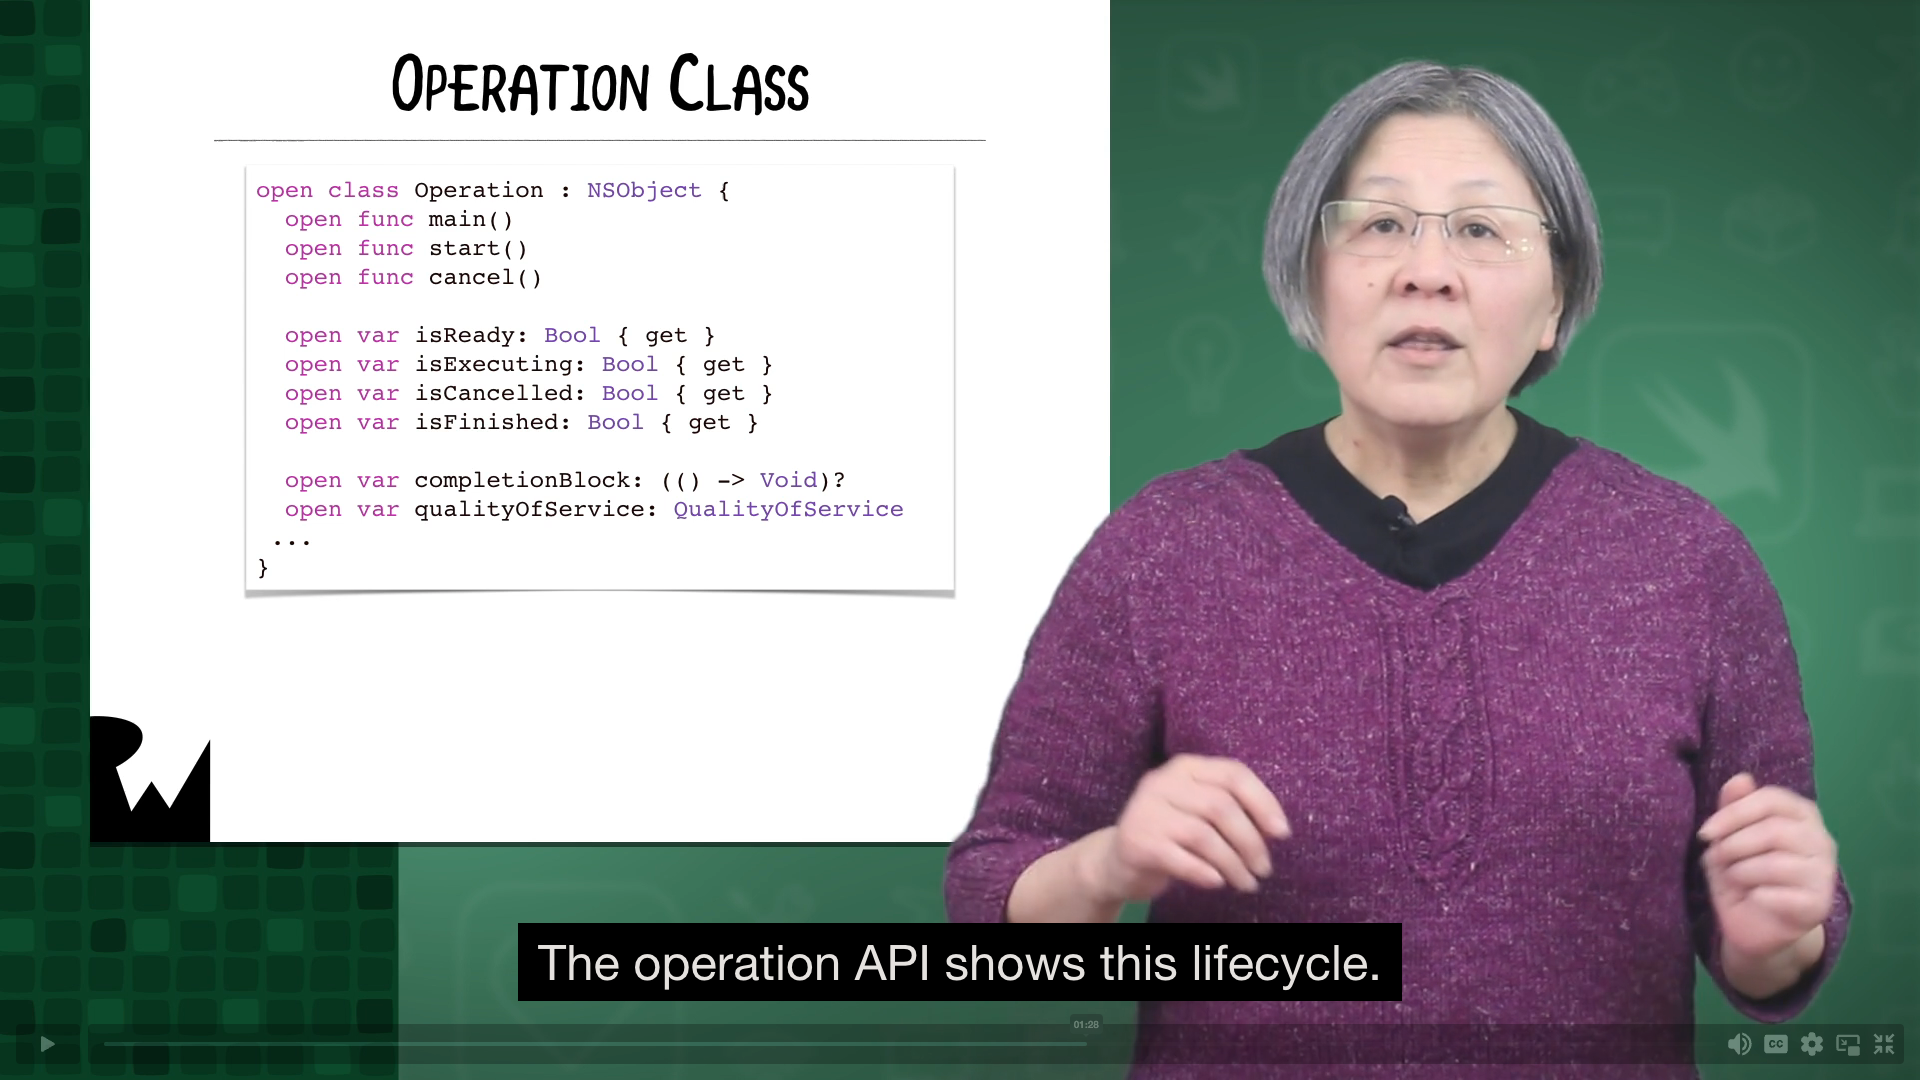 OPERATION CLASS
open class Operation : NSObject {
open func main()
open func start()
open func cancel()
open var isReady: Bool { get }
open var isExecuting: Bool { get }
open var isCancelled: Bool { get }
open var isFinished: Bool { get }
open var completionBlock: (() -> Void)?
open var qualityOfService: QualityOfService
...
}
RW
The operation API shows this lifecycle.
01:28
CC